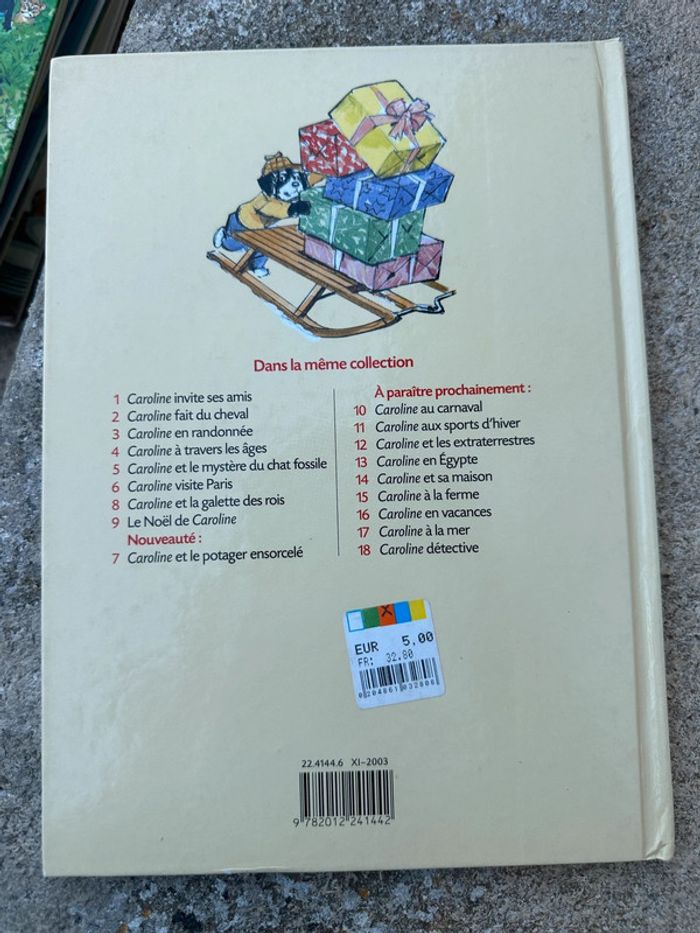 Dans la même collection
1 Caroline invite ses amis
2 Caroline fait du cheval
3 Caroline en randonnée
4 Caroline à travers les âges
5 Caroline et le mystère du chat fossile
6 Caroline visite Paris
8 Caroline et la galette des rois
9 Le Noël de Caroline
Nouveauté :
7 Caroline et le potager ensorcelé
À paraître prochainement :
10 Caroline au carnaval
11 Caroline aux sports d'hiver
12 Caroline et les extraterrestres
13 Caroline en Égypte
14 Caroline et sa maison
15 Caroline à la ferme
16 Caroline en vacances
17 Caroline à la mer
18 Caroline détective
X
EUR 5,00
FR: 32.80
0204861032806
22.4144.6 XI-2003
9 782012 241442